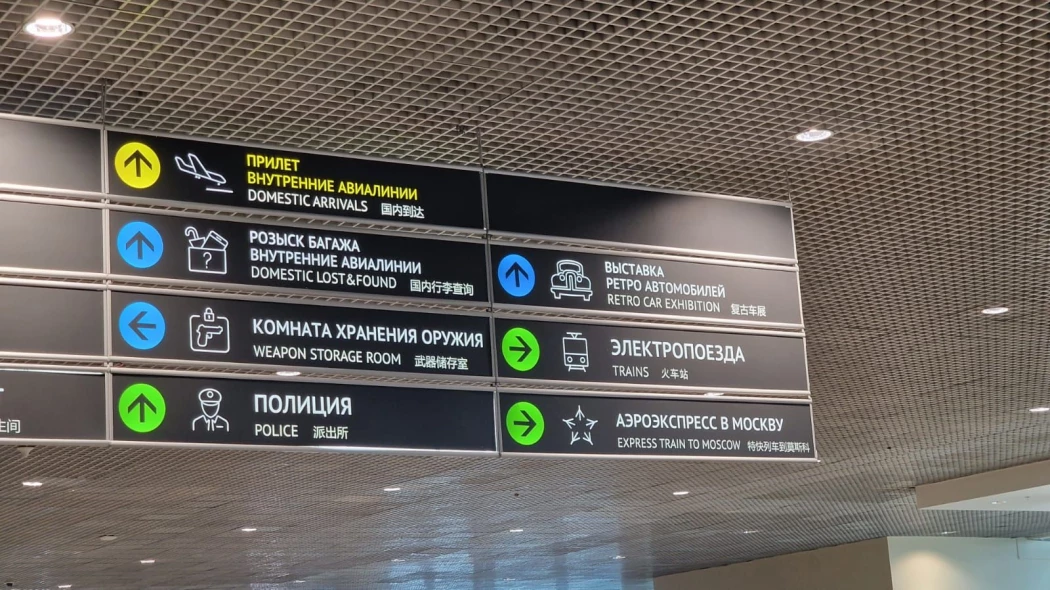 ПРИЛЕТ
ВНУТРЕННИЕ АВИАЛИНИИ
DOMESTIC ARRIVALS 国内到达
РОЗЫСК БАГАЖА
ВНУТРЕННИЕ АВИАЛИНИИ
DOMESTIC LOST&FOUND 国内行李查询
КОМНАТА ХРАНЕНИЯ ОРУЖИЯ
WEAPON STORAGE ROOM 武器储存室
ПОЛИЦИЯ
POLICE 派出所
ВЫСТАВКА
РЕТРО АВТОМОБИЛЕЙ
RETRO CAR EXHIBITION 复古车展
ЭЛЕКТРОПОЕЗДА
TRAINS 火车站
АЭРОЭКСПРЕСС В МОСКВУ
EXPRESS TRAIN TO MOSCOW 特快列车到莫斯科